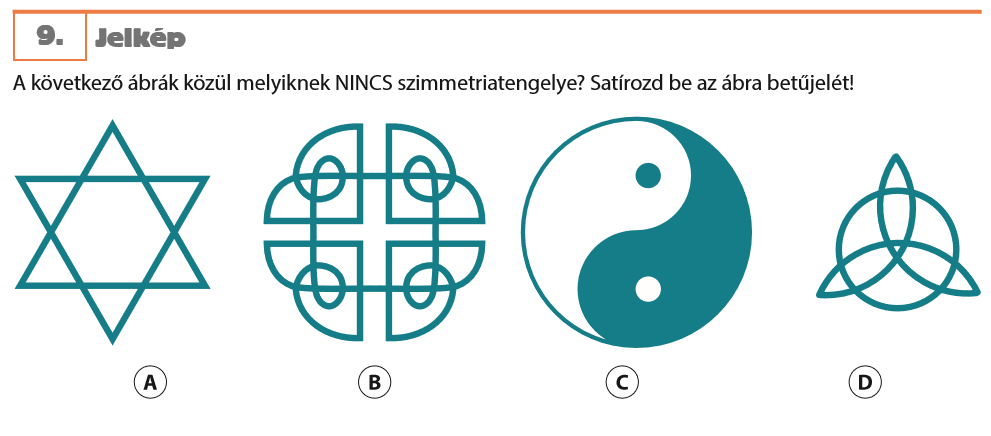 9. Jelkép
A következő ábrák közül melyiknek NINCS szimmetriatengelye? Satírozd be az ábra betűjelét!
A B C D